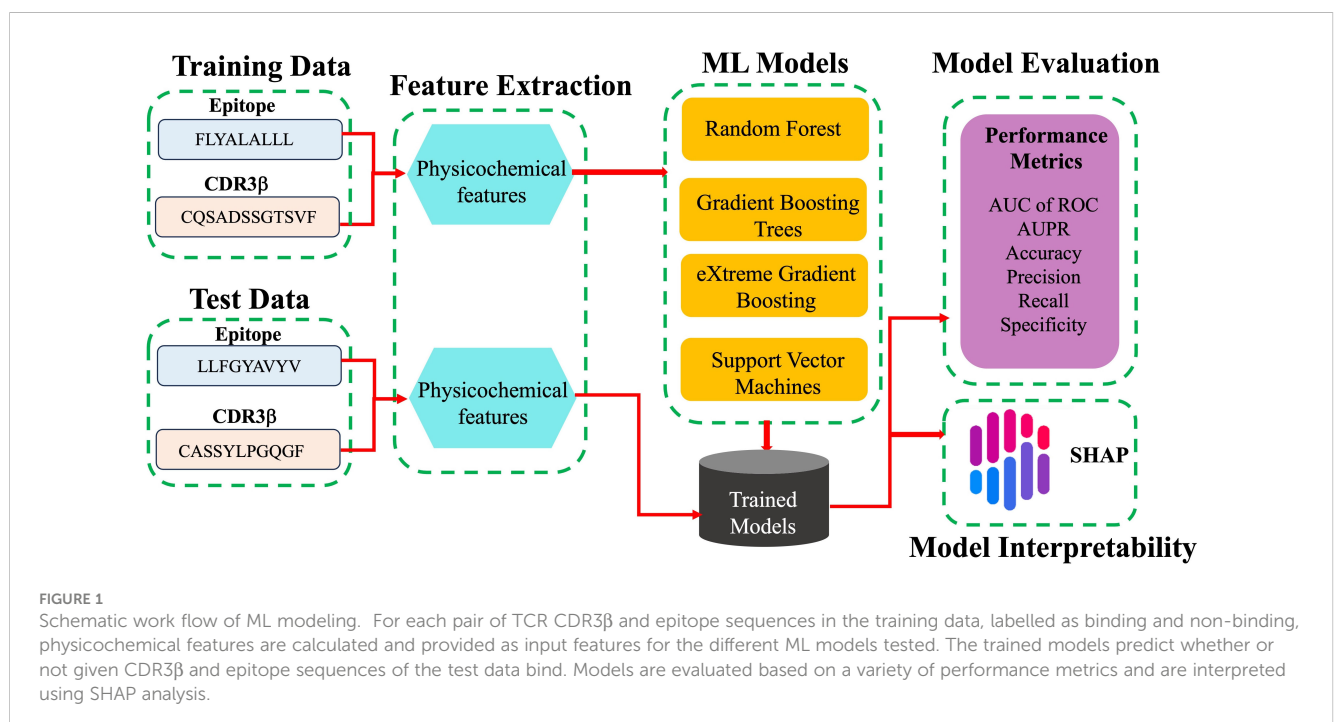 Training Data
Epitope
FLYALALLL
CDR3β
CQSADSSGTSVF
Test Data
Epitope
LLFGYAVYV
CDR3β
CASSYLPGQGF
Feature Extraction
Physicochemical
features
Physicochemical
features
ML Models
Random Forest
Gradient Boosting
Trees
eXtreme Gradient
Boosting
Support Vector
Machines
Trained
Models
Model Evaluation
Performance
Metrics
AUC of ROC
AUPR
Accuracy
Precision
Recall
Specificity
SHAP
Model Interpretability
FIGURE 1
Schematic work flow of ML modeling. For each pair of TCR CDR3β and epitope sequences in the training data, labelled as binding and non-binding,
physicochemical features are calculated and provided as input features for the different ML models tested. The trained models predict whether or
not given CDR3β and epitope sequences of the test data bind. Models are evaluated based on a variety of performance metrics and are interpreted
using SHAP analysis.